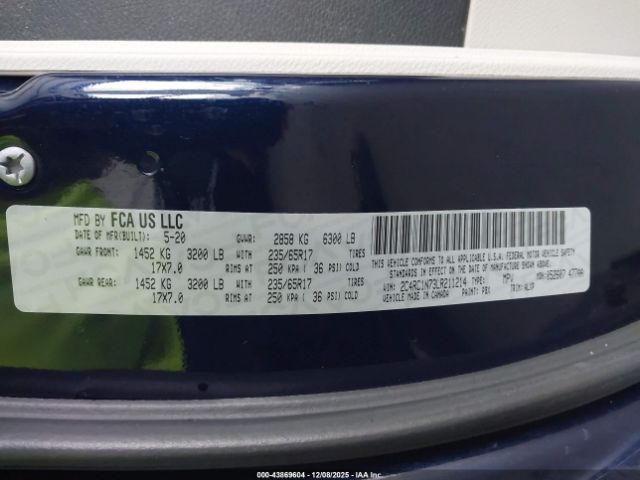 MFD BY FCA US LLC
DATE OF MFR(BUILT): 5-20 GVWR: 2858 KG 6300 LB
GAWR FRONT: 1452 KG 3200 LB WITH 235/65R17 TIRES
17X7.0 RIMS AT 250 KPA ( 36 PSI) COLD
GAWR REAR: 1452 KG 3200 LB WITH 235/65R17 TIRES
17X7.0 RIMS AT 250 KPA ( 36 PSI) COLD
THIS VEHICLE CONFORMS TO ALL APPLICABLE U.S.A. FEDERAL MOTOR VEHICLE SAFETY
STANDARDS IN EFFECT ON THE DATE OF MANUFACTURE SHOWN ABOVE.
VIN: 2C4RC1N73LR211214 TYPE: MPV MDH: 477AA
VEHICLE MADE IN CANADA PAINT: PBX TRIM: ALXP
000-43869604 | 12/08/2025 | IAA Inc.